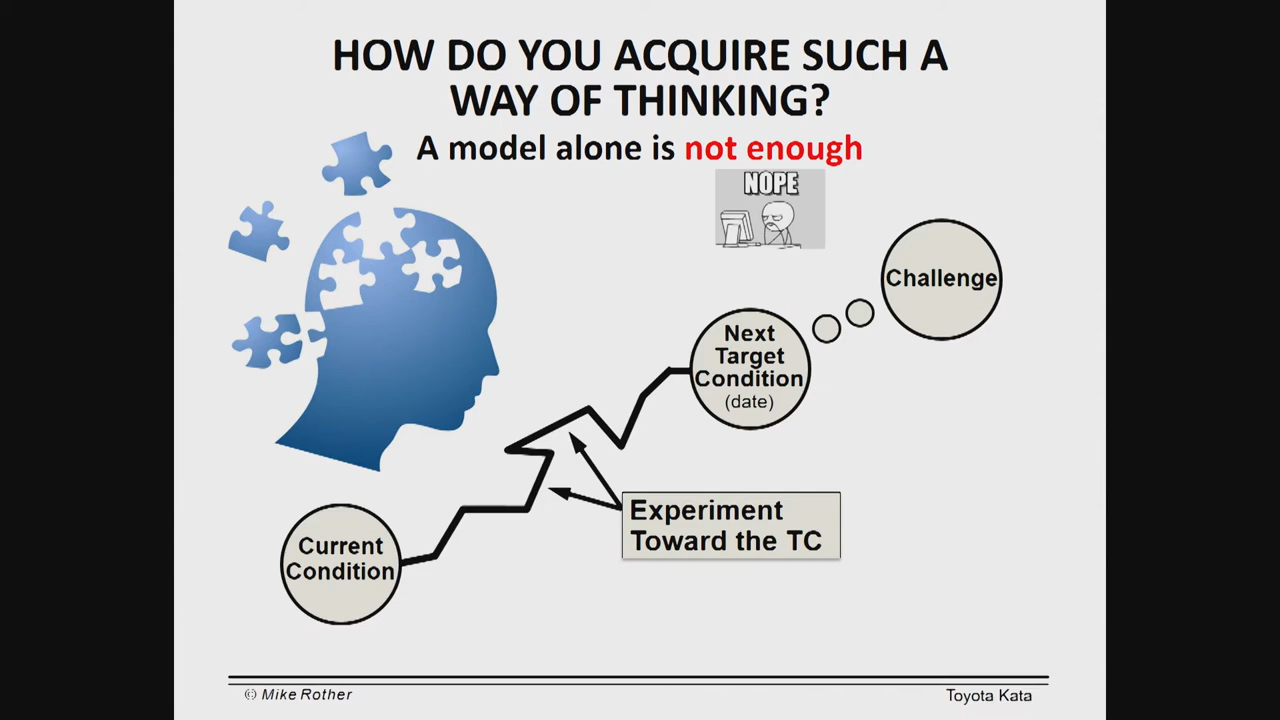 HOW DO YOU ACQUIRE SUCH A
WAY OF THINKING?
A model alone is not enough
NOPE
Challenge
Next
Target
Condition
(date)
Experiment
Toward the TC
Current
Condition
© Mike Rother
Toyota Kata